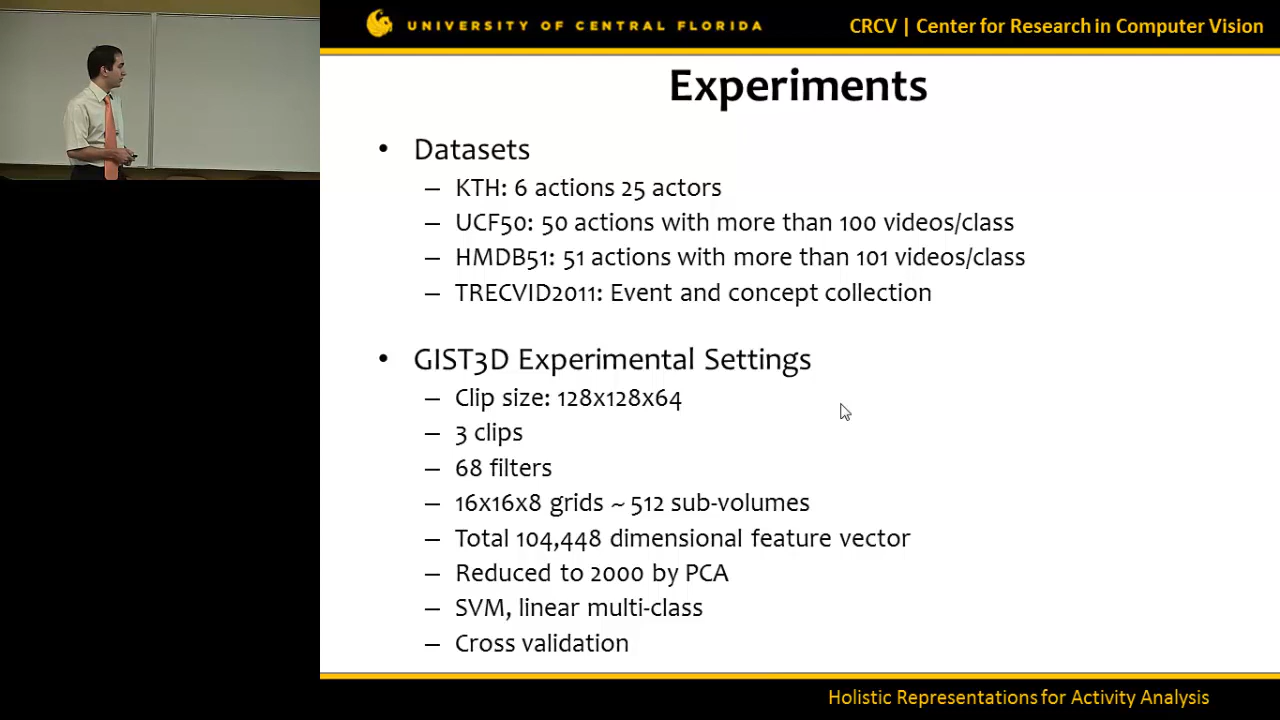 UNIVERSITY OF CENTRAL FLORIDA
CRCV | Center for Research in Computer Vision
Experiments
• Datasets
– KTH: 6 actions 25 actors
– UCF50: 50 actions with more than 100 videos/class
– HMDB51: 51 actions with more than 101 videos/class
– TRECVID2011: Event and concept collection
• GIST3D Experimental Settings
– Clip size: 128x128x64
– 3 clips
– 68 filters
– 16x16x8 grids ~ 512 sub-volumes
– Total 104,448 dimensional feature vector
– Reduced to 2000 by PCA
– SVM, linear multi-class
– Cross validation
Holistic Representations for Activity Analysis